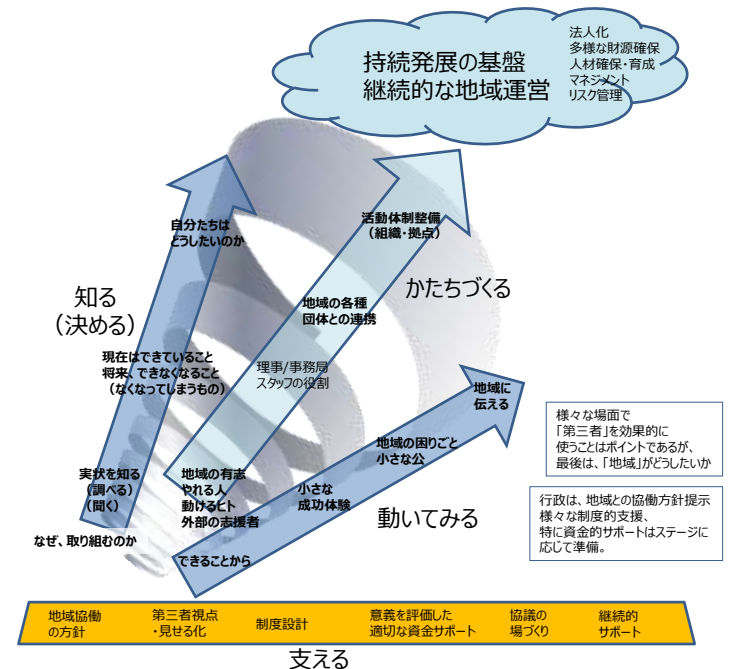 持続発展の基盤
継続的な地域運営
法人化
多様な財源確保
人材確保・育成
マネジメント
リスク管理
知る
（決める）
自分たちは
どうしたいのか
現在はできていること
将来、できなくなること
（なくなってしまうもの）
実状を知る
（調べる）
（聞く）
なぜ、取り組むのか
かたちづくる
活動体制整備
（組織・拠点）
地域の各種
団体との連携
理事/事務局
スタッフの役割
地域の有志
やれる人
動けるヒト
外部の志援者
動いてみる
地域に
伝える
地域の困りごと
小さな公
小さな
成功体験
できることから
様々な場面で
「第三者」を効果的に
使うことはポイントであるが、
最後は、「地域」がどうしたいか
行政は、地域との協働方針提示
様々な制度的支援、
特に資金的サポートはステージに
応じて準備。
地域協働
の方針
第三者視点
・見せる化
制度設計
意義を評価した
適切な資金サポート
協議の
場づくり
継続的
サポート
支える